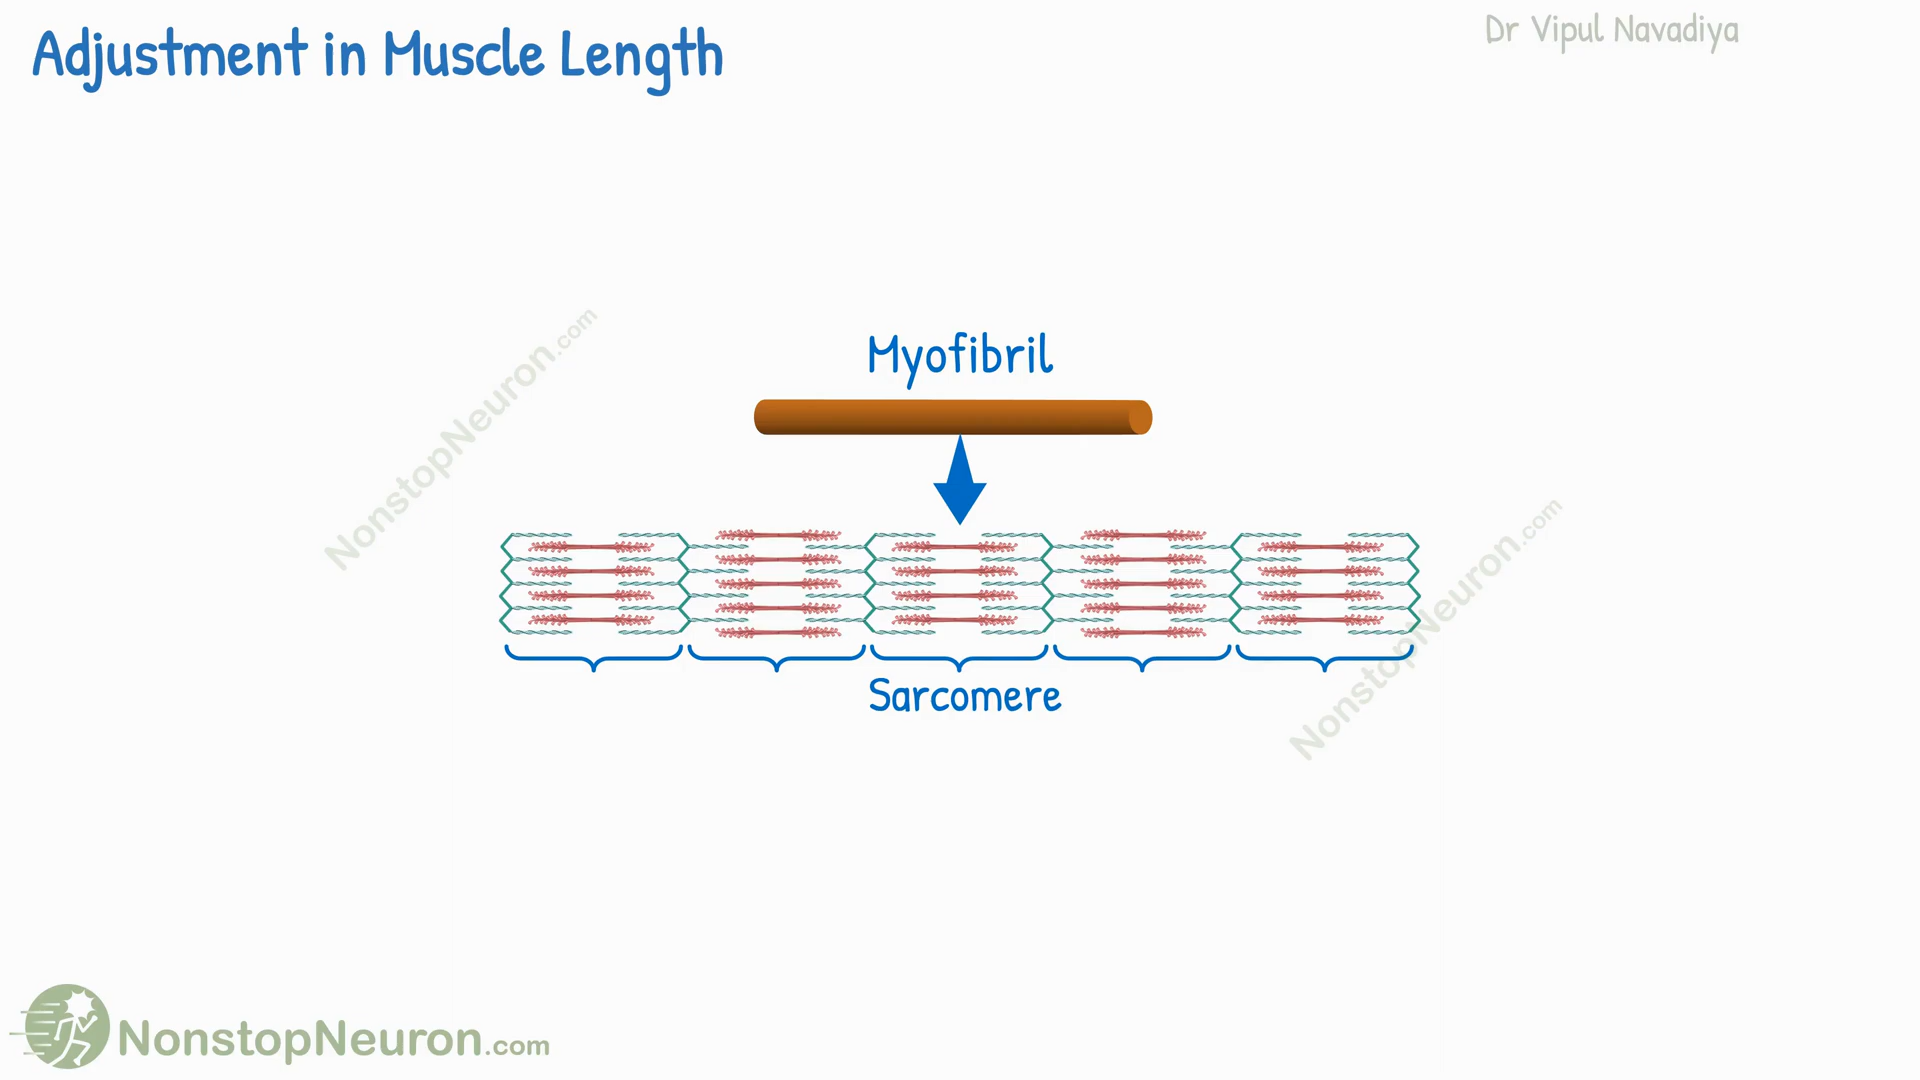 Adjustment in Muscle Length
Dr Vipul Navadiya
Myofibril
NonstopNeuron.com
NonstopNeuron.com
Sarcomere
NonstopNeuron.com